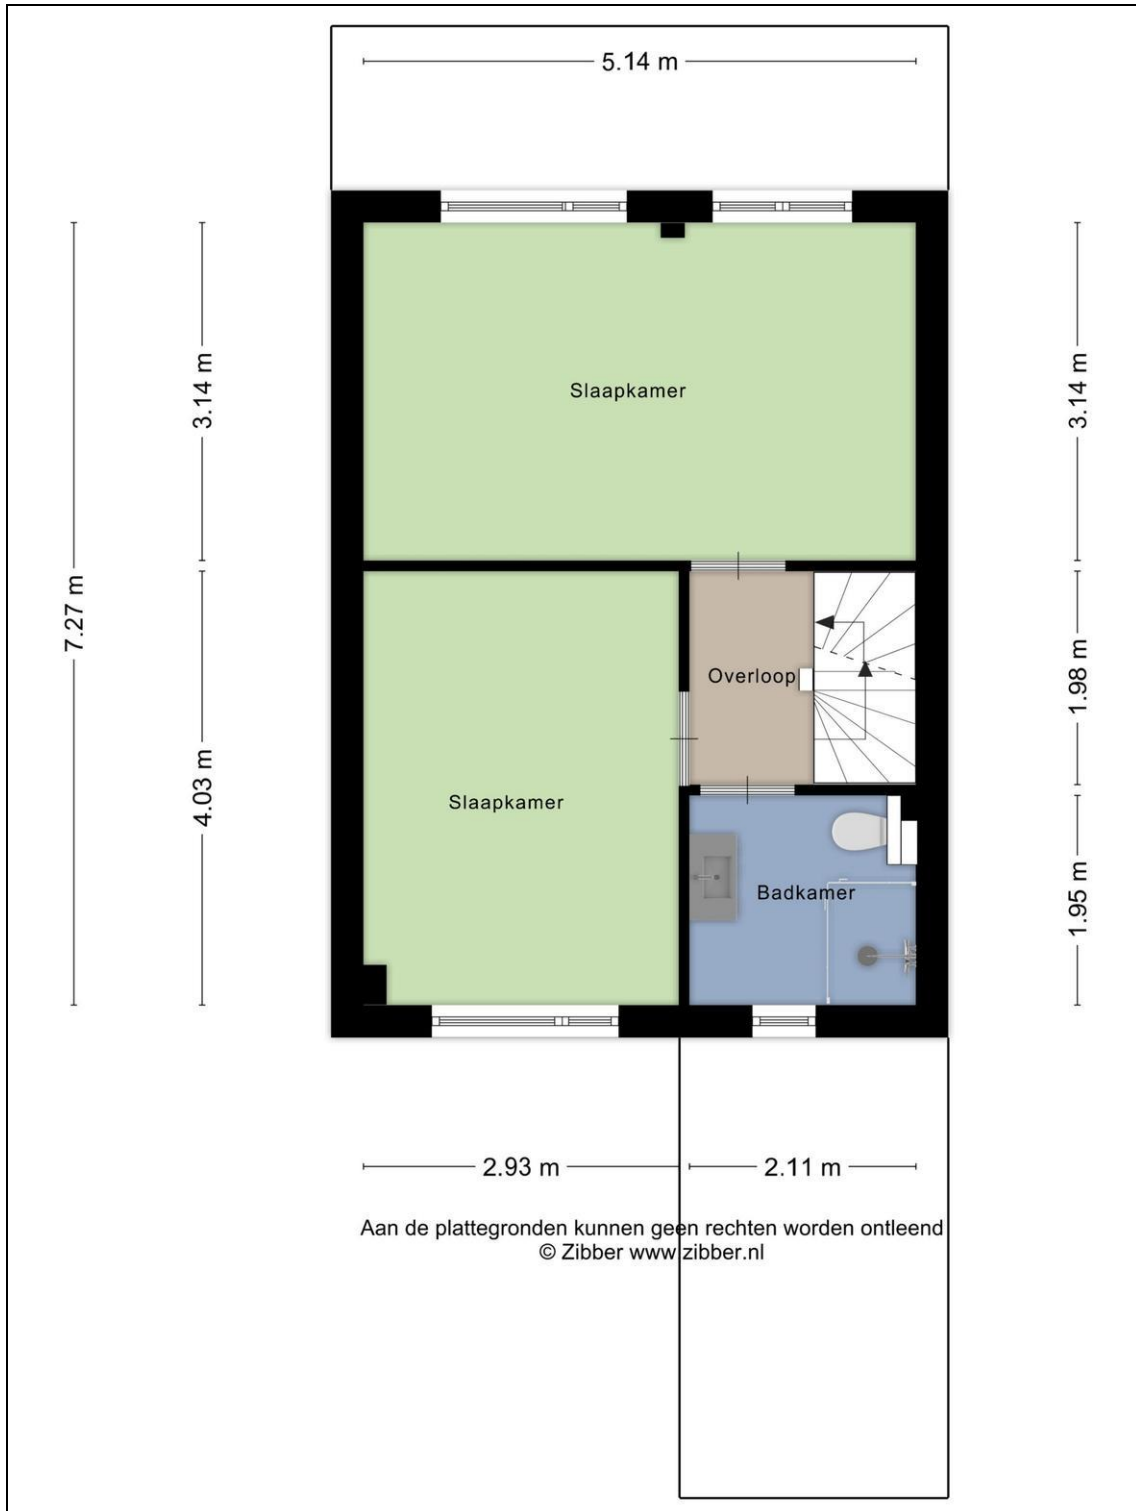 5.14 m
3.14 m
3.14 m
Slaapkamer
7.27 m
Overloop
1.98 m
4.03 m
Slaapkamer
Badkamer
1.95 m
2.93 m
2.11 m
Aan de plattegronden kunnen geen rechten worden ontleend
© Zibber www.zibber.nl